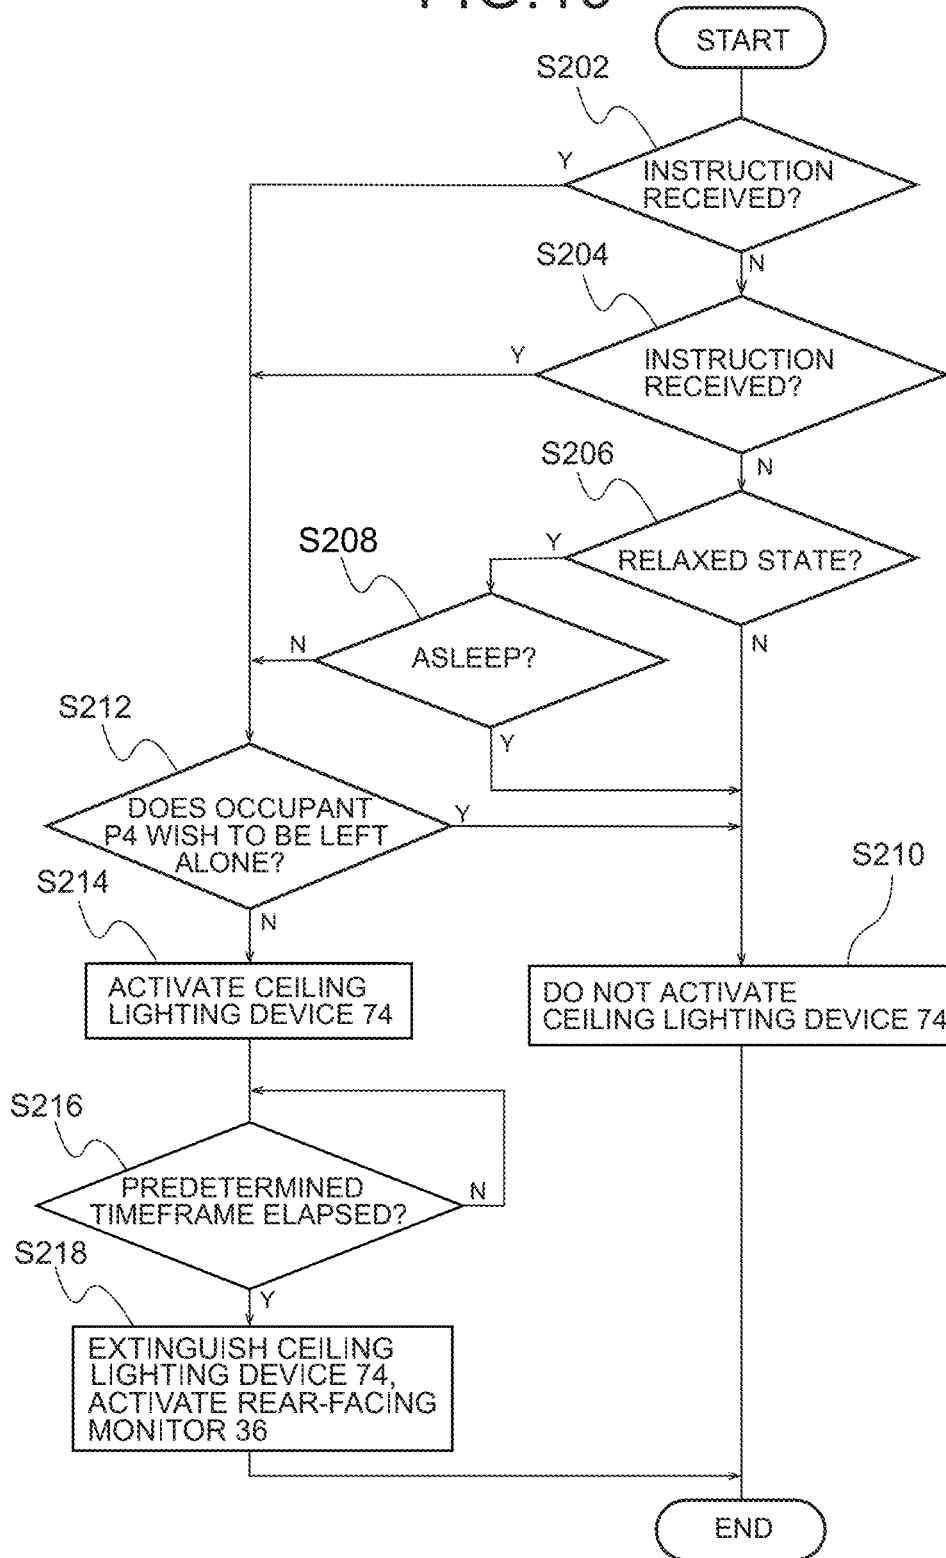 START
S202
INSTRUCTION
RECEIVED?
Y
N
S204
INSTRUCTION
RECEIVED?
Y
N
S206
RELAXED STATE?
Y
N
S208
ASLEEP?
N
Y
S212
DOES OCCUPANT
P4 WISH TO BE LEFT
ALONE?
Y
N
S214
ACTIVATE CEILING
LIGHTING DEVICE 74
S210
DO NOT ACTIVATE
CEILING LIGHTING DEVICE 74
S216
PREDETERMINED
TIMEFRAME ELAPSED?
N
Y
S218
EXTINGUISH CEILING
LIGHTING DEVICE 74,
ACTIVATE REAR-FACING
MONITOR 36
END